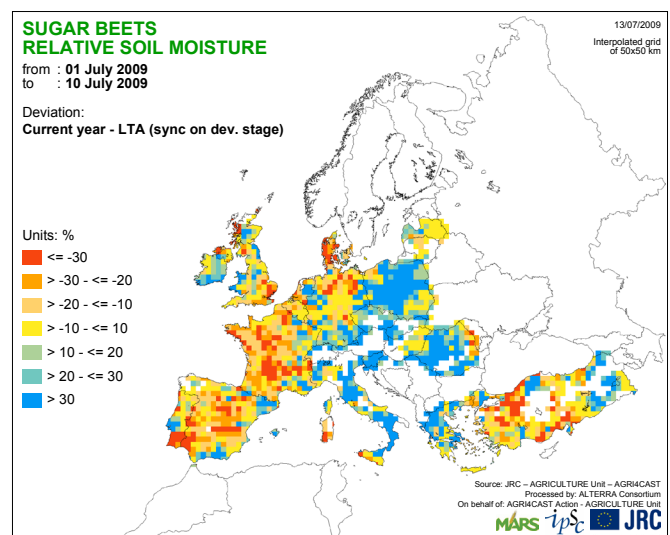 SUGAR BEETS
RELATIVE SOIL MOISTURE
from : 01 July 2009
to : 10 July 2009
Deviation:
Current year - LTA (sync on dev. stage)
13/07/2009
Interpolated grid
of 50x50 km
Units: %
<= -30
> -30 - <= -20
> -20 - <= -10
> -10 - <= 10
> 10 - <= 20
> 20 - <= 30
> 30
Source: JRC – AGRICULTURE Unit – AGRI4CAST
Processed by: ALTERRA Consortium
On behalf of: AGRI4CAST Action - AGRICULTURE Unit
MARS ipsc JRC